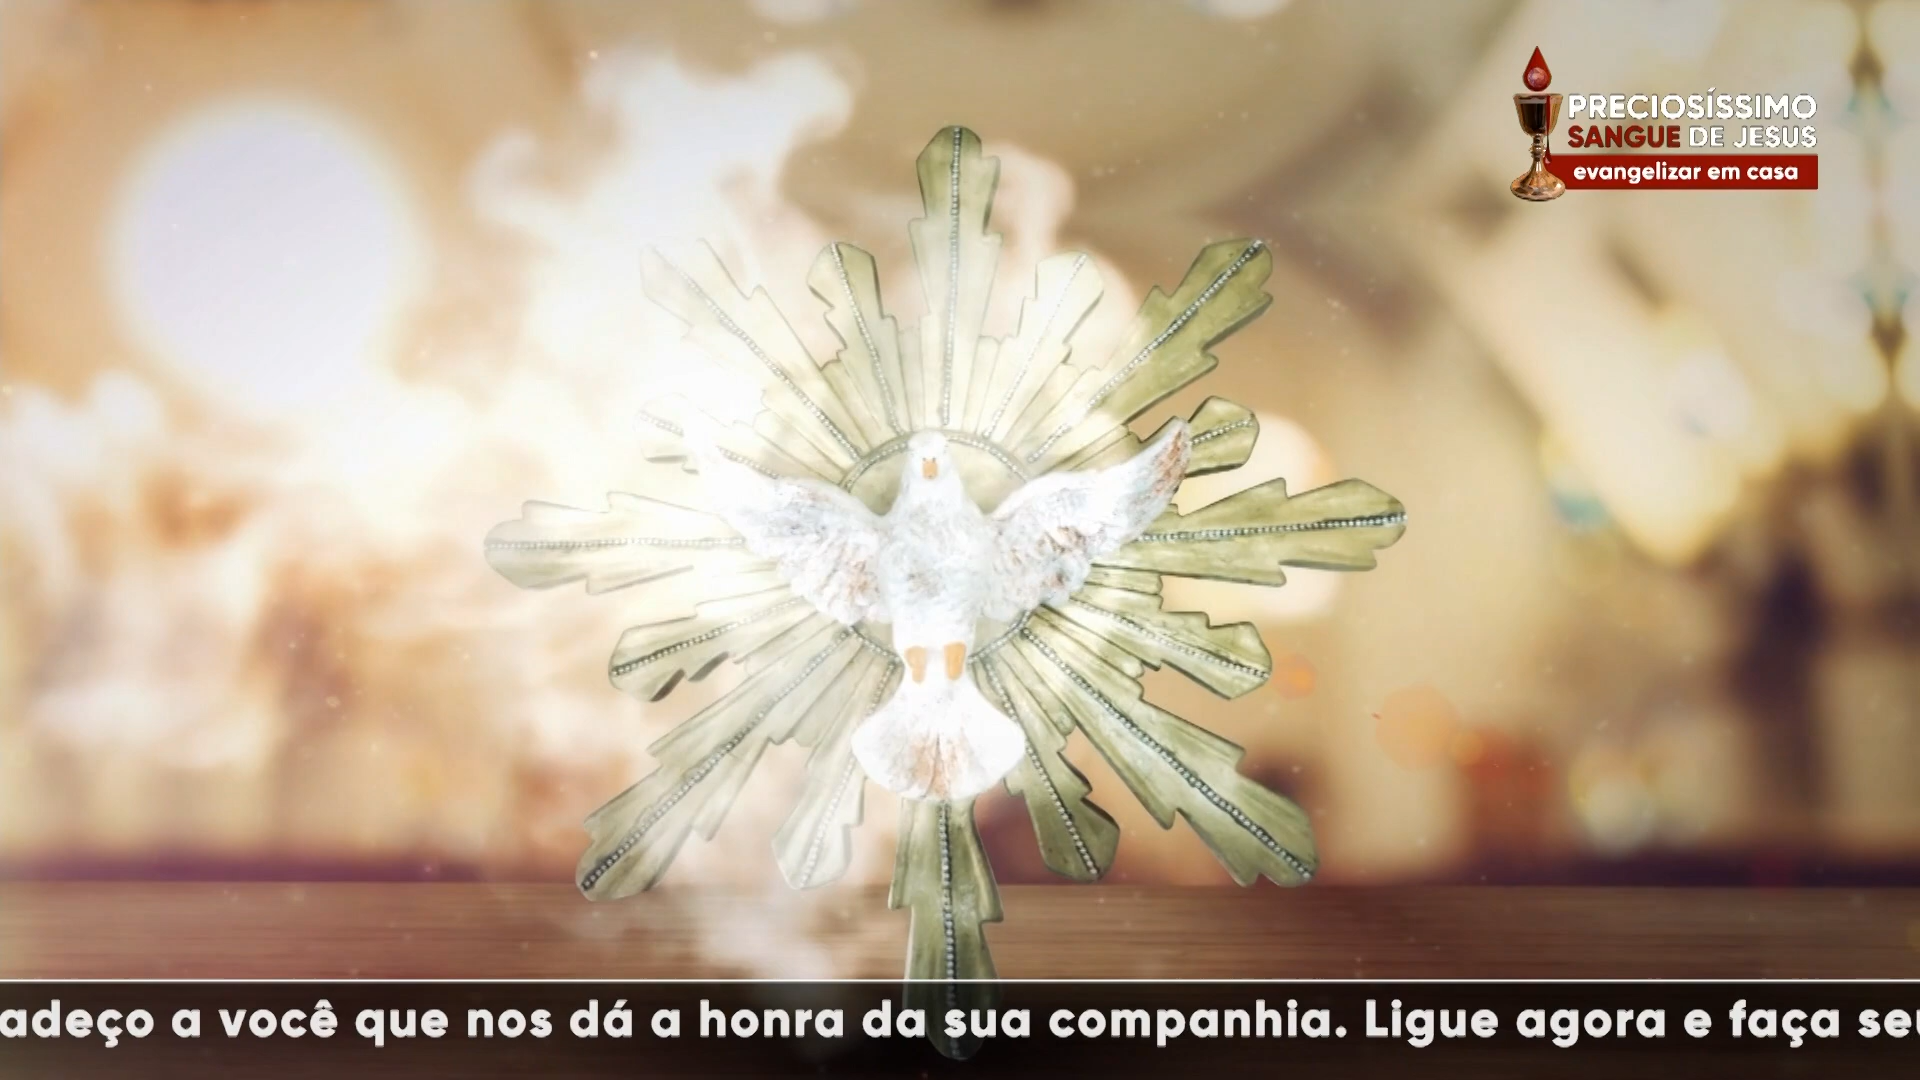 PRECIOSÍSSIMO
SANGUE DE JESUS
evangelizar em casa
adeço a você que nos dá a honra da sua companhia. Ligue agora e faça seu